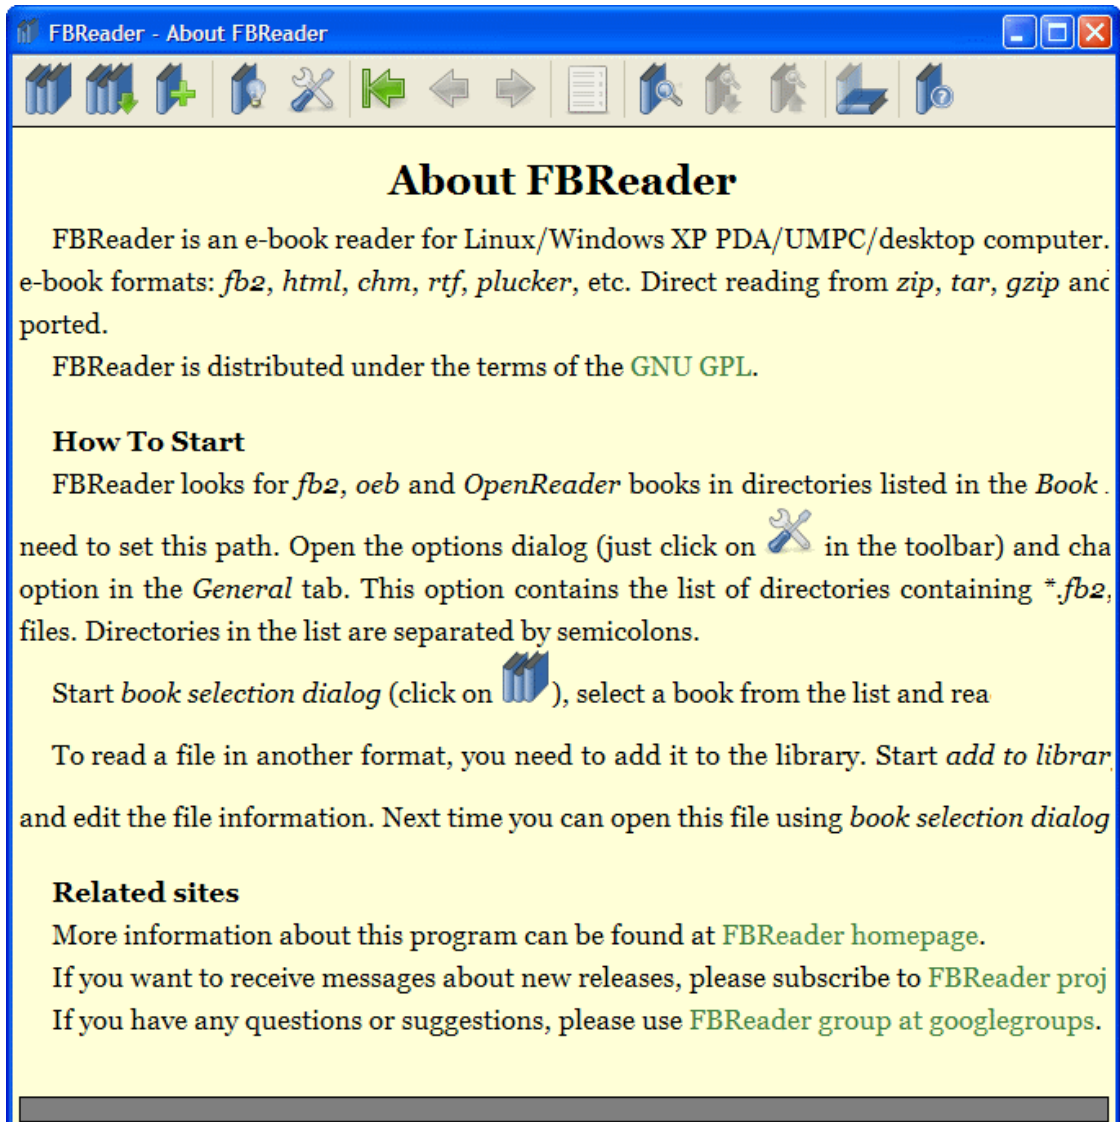 FBReader - About FBReader
About FBReader
FBReader is an e-book reader for Linux/Windows XP PDA/UMPC/desktop computer.
e-book formats: fb2, html, chm, rtf, plucker, etc. Direct reading from zip, tar, gzip and
ported.
FBReader is distributed under the terms of the GNU GPL.
How To Start
FBReader looks for fb2, oeb and OpenReader books in directories listed in the Book
need to set this path. Open the options dialog (just click on in the toolbar) and cha
option in the General tab. This option contains the list of directories containing *.fb2,
files. Directories in the list are separated by semicolons.
Start book selection dialog (click on ), select a book from the list and rea
To read a file in another format, you need to add it to the library. Start add to librar
and edit the file information. Next time you can open this file using book selection dialog
Related sites
More information about this program can be found at FBReader homepage.
If you want to receive messages about new releases, please subscribe to FBReader proj
If you have any questions or suggestions, please use FBReader group at googlegroups.